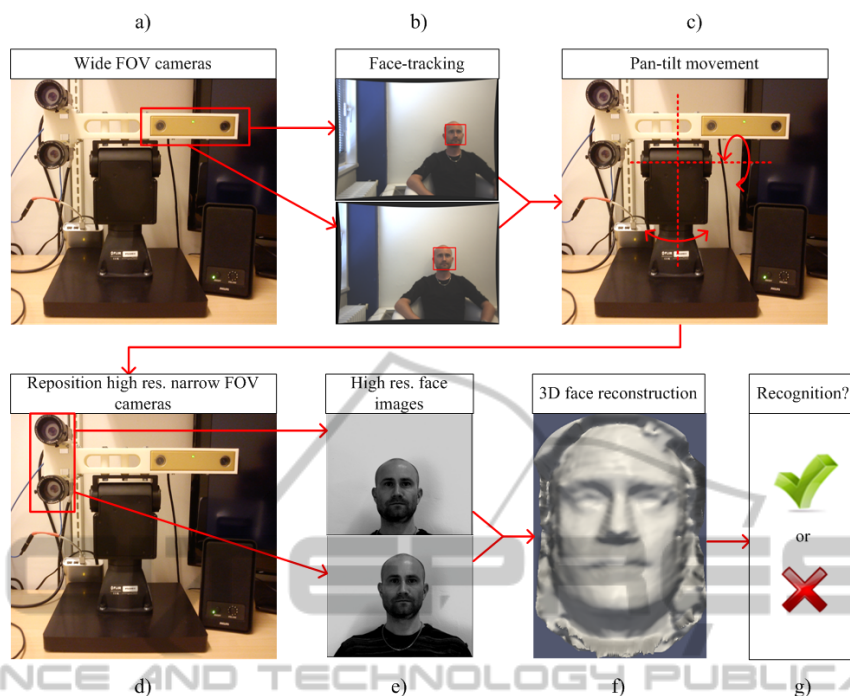 a)
b)
c)
Wide FOV cameras
Face-tracking
Pan-tilt movement
Reposition high res. narrow FOV
cameras
High res. face
images
3D face reconstruction
Recognition?
or
NCE AND TECHNOLOGY PUBLICA
d)
e)
f)
g)